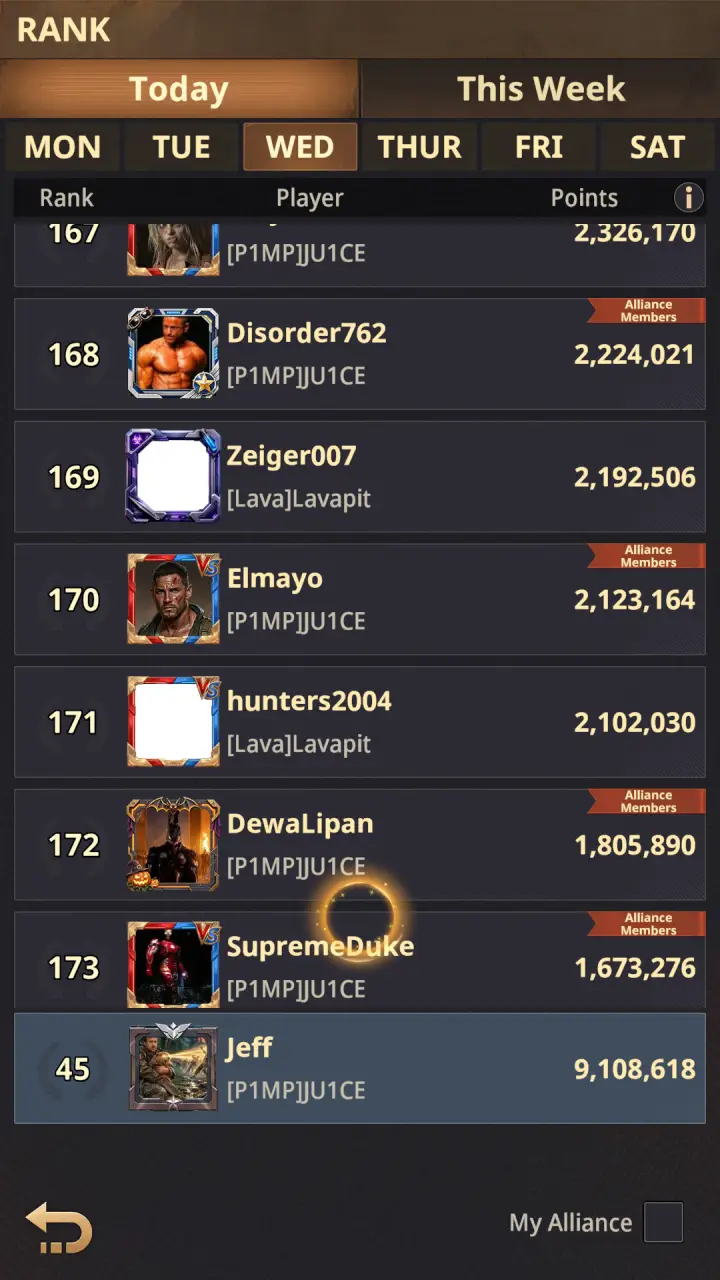 RANK
Today
This Week
MON
TUE
WED
THUR
FRI
SAT
Rank
Player
Points
i
167
[P1MP]JU1CE
2,326,170
Alliance
Members
168
Disorder762
[P1MP]JU1CE
2,224,021
169
Zeiger007
[Lava]Lavapit
2,192,506
Alliance
Members
170
VS
Elmayo
[P1MP]JU1CE
2,123,164
171
VS
hunters2004
[Lava]Lavapit
2,102,030
Alliance
Members
172
DewaLipan
[P1MP]JU1CE
1,805,890
Alliance
Members
173
VS
SupremeDuke
[P1MP]JU1CE
1,673,276
45
Jeff
[P1MP]JU1CE
9,108,618
My Alliance